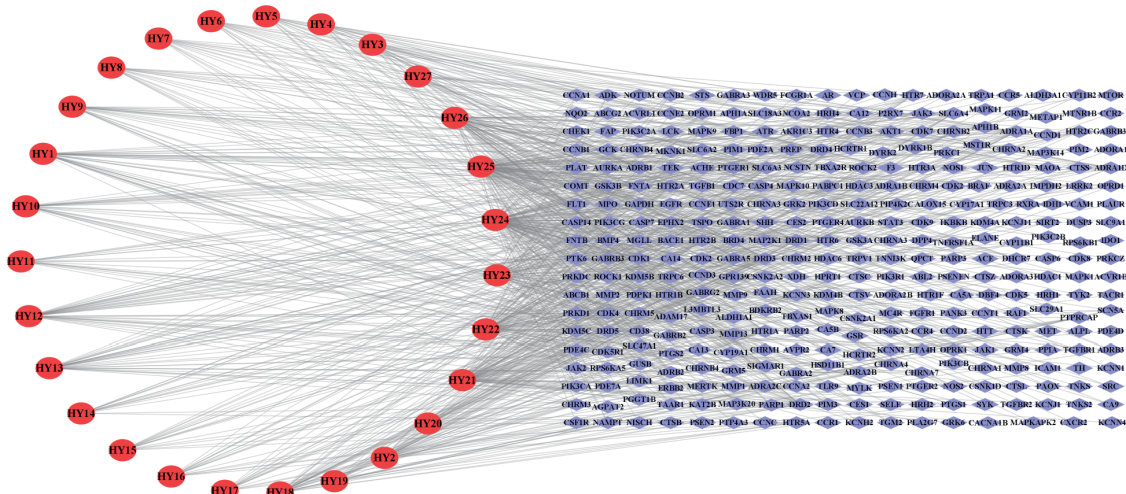 HY5
HY6
HY4
HY7
HY3
HY8
HY27
HY9
HY26
HY1
HY25
HY10
HY24
HY11
HY23
HY12
HY22
HY13
HY21
HY14
HY20
HY15
HY2
HY16
HY19
HY17
HY18
CCNA1 ADK NOTUM CCNB2 STS GABRA3 WDR5 FCGR1A AR VCP CCNH HTR7 ADORA2A TRPA1 CCR5 ALDH3A1 CYP11B2 MTOR
NQO2 ABCG2 ACVRL1 CCNE2 OPRM1 APH1A SLC18A3 NCOA2 HRH4 CA12 P2RX7 JAK3 SLC6A4 MAPK11 GRM2 METAP1 MTNR1B CCR2
CHEK1 FAP PIK3C2A LCK MAPK9 FBP1 ATR AKR1C3 HTR4 CCNB3 AKT1 CDK7 CHRNB2 APH1B ADRA1A CCND1 HTR2C GABRB3
CCNB1 GCK CHRNB4 MKNK1 SLC6A2 PIM1 PDE2A PREP DRD4 HCRTR1 DYRK2 DYRK1B PRKCI MST1R CHRNA2 MAP3K14 PIM2 ADORA1
PLAT AURKA ADRB1 TEK ACHE PTGER1 SLC6A3 NCSTN TBXA2R ROCK2 F3 HTR3A NOS1 JUN HTR1D MAOA CTSS ADRA1D
COMT GSK3B FNTA HTR2A TGFB1 CDC7 CASP4 MAPK10 PABPC1 HDAC3 ADRA1B CHRM4 CDK2 BRAF ADRA2A IMPDH2 LRRK2 OPRD1
FLT1 MPO GAPDH EGFR CCNE1 UTS2R CHRNA3 GRK2 PIK3CD SLC22A12 PIP4K2C ALOX15 CYP17A1 TRPC3 RXRA IDH1 VCAM1 PLAUR
CASP14 PIK3CG CASP7 EPHX2 TSPO GABRA1 SHH CES2 PTGER4 AURKB STAT3 CDK9 IKBKB KDM4A KCNJ11 SIRT2 DUSP3 SLC9A1
FNTB BMP4 MGLL BACE1 HTR2B BRD4 MAP2K1 DRD1 HTR6 GSK3A CHRNA3 DPP4 TNFRSF1A ELANE CYP11B1 PIK3C2B RPS6KB1 IDO1
PTK6 GABRB3 CDK1 CA14 CDK2 GABRA5 DRD3 CHRM2 HDAC6 TRPV1 TNNI3K QPCT PARP3 ACE DHCR7 CASP6 CDK8 PRKCZ
PRKDC ROCK1 KDM5B TRPC6 CCND3 GPR139 CSNK2A2 XDH HPRT1 CTSC PIK3R1 ABL2 PSENEN CTSZ ADORA3 HDAC1 MAPK1 ACVR1B
ABCB1 MMP2 PDPK1 HTR1B GABRG2 MMP9 FAAH KCNN3 KDM4B CTSV ADORA2B HTR1F CA5A DBF4 CDK5 HRH1 TYK2 TACR1
PRKD1 CDK4 CHRM5 ADAM17 L3MBTL3 ALDH1A1 BDKRB2 TBXAS1 MAPK8 CSNK2A1 MC4R FGFR1 PANK3 CCNT1 RAF1 SLC29A1 PTPRCAP SCN5A
KDM5C DRD5 CD38 GABRB2 CASP3 MMP13 HTR1A PARP2 CA5B GSR RPS6KA2 CCR4 CCND2 HTT CTSK MET ALPL PDE4D
PDE4C CDK5R1 SLC47A1 PTGS2 CA13 CYP19A1 CHRM1 AVPR2 CA7 HCRTR2 KCNN2 LTA4H OPRK1 JAK1 GRM4 PPIA TGFBR1 ADRB3
JAK2 RPS6KA5 GUSB ADRB2 CHRNB4 GRM5 SIGMAR1 GABRA2 HSD11B1 ADRA2B CHRNA4 CHRNA7 PIK3CB CHRNA1 MMP8 ICAM1 TH KCNN1
PIK3CA PDE7A LIMK1 ERBB2 MERTK MMP1 ADRA2C CCNA2 TLR9 MYLK PSEN1 PTGER2 NOS2 CSNK1D CTSL PAOX TNKS SRC
CHRM3 AGPAT2 PGGT1B TAAR1 KAT2B MAP3K20 PARP1 DRD2 PIM3 CES1 SELE HRH2 PTGS1 SYK TGFBR2 KCNJ1 TNKS2 CA9
CSF1R NAMPT NISCH CTSB PSEN2 PTP4A3 CCNC HTR5A CCR1 KCNH2 TGM2 PLA2G7 GRK6 CACNA1B MAPKAPK2 CXCR2 KCNN4